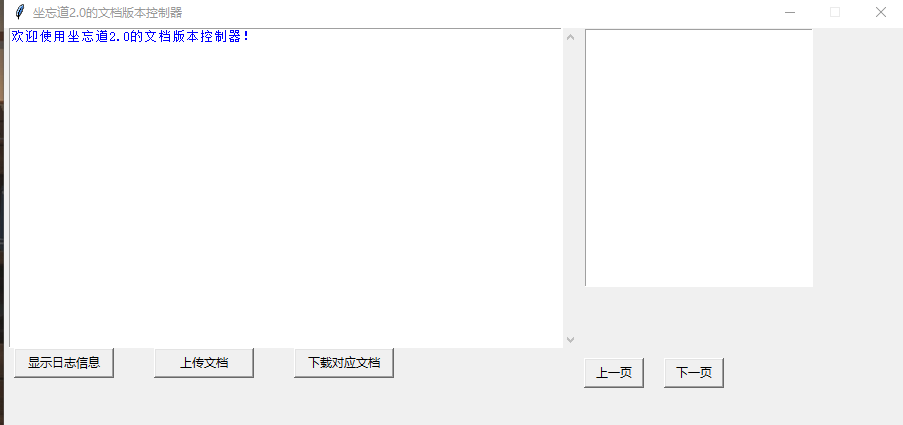 坐忘道2.0的文档版本控制器
欢迎使用坐忘道2.0的文档版本控制器!
显示日志信息 上传文档 下载对应文档 上一页 下一页